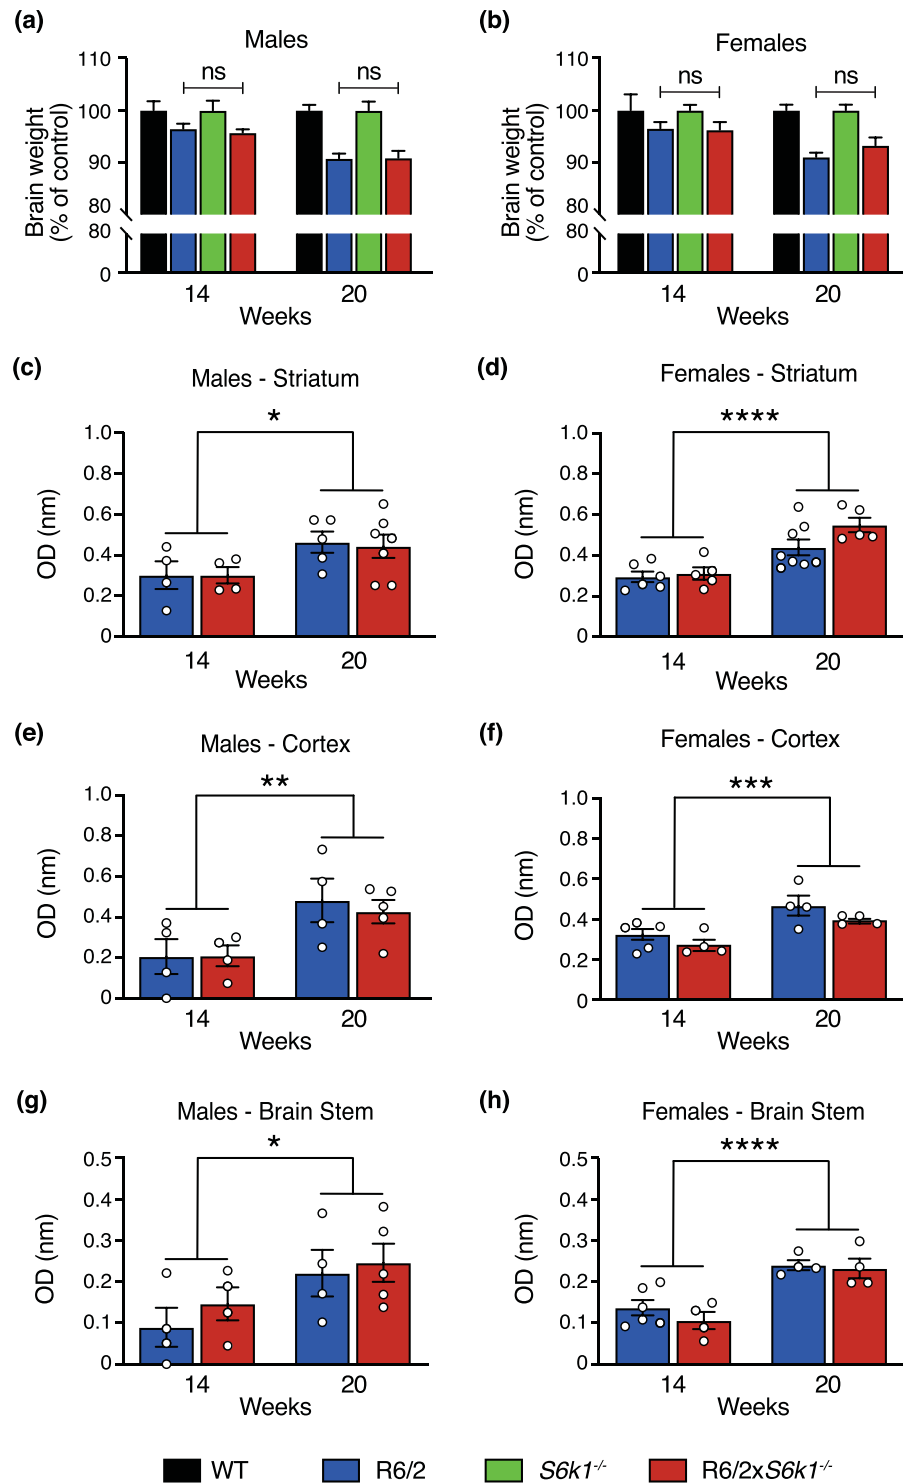 (a)
Males
Brain weight
(% of control)
110
100
90
80
80
0
ns
ns
14
20
Weeks
(b)
Females
Brain weight
(% of control)
110
100
90
80
80
0
ns
ns
14
20
Weeks
(c)
Males - Striatum
*
OD (nm)
1.0
0.8
0.6
0.4
0.2
0
14
20
Weeks
(d)
Females - Striatum
****
OD (nm)
1.0
0.8
0.6
0.4
0.2
0
14
20
Weeks
(e)
Males - Cortex
**
OD (nm)
1.0
0.8
0.6
0.4
0.2
0
14
20
Weeks
(f)
Females - Cortex
***
OD (nm)
1.0
0.8
0.6
0.4
0.2
0
14
20
Weeks
(g)
Males - Brain Stem
*
OD (nm)
0.5
0.4
0.3
0.2
0.1
0
14
20
Weeks
(h)
Females - Brain Stem
****
OD (nm)
0.5
0.4
0.3
0.2
0.1
0
14
20
Weeks
WT
R6/2
S6k1-/-
R6/2xS6k1-/-